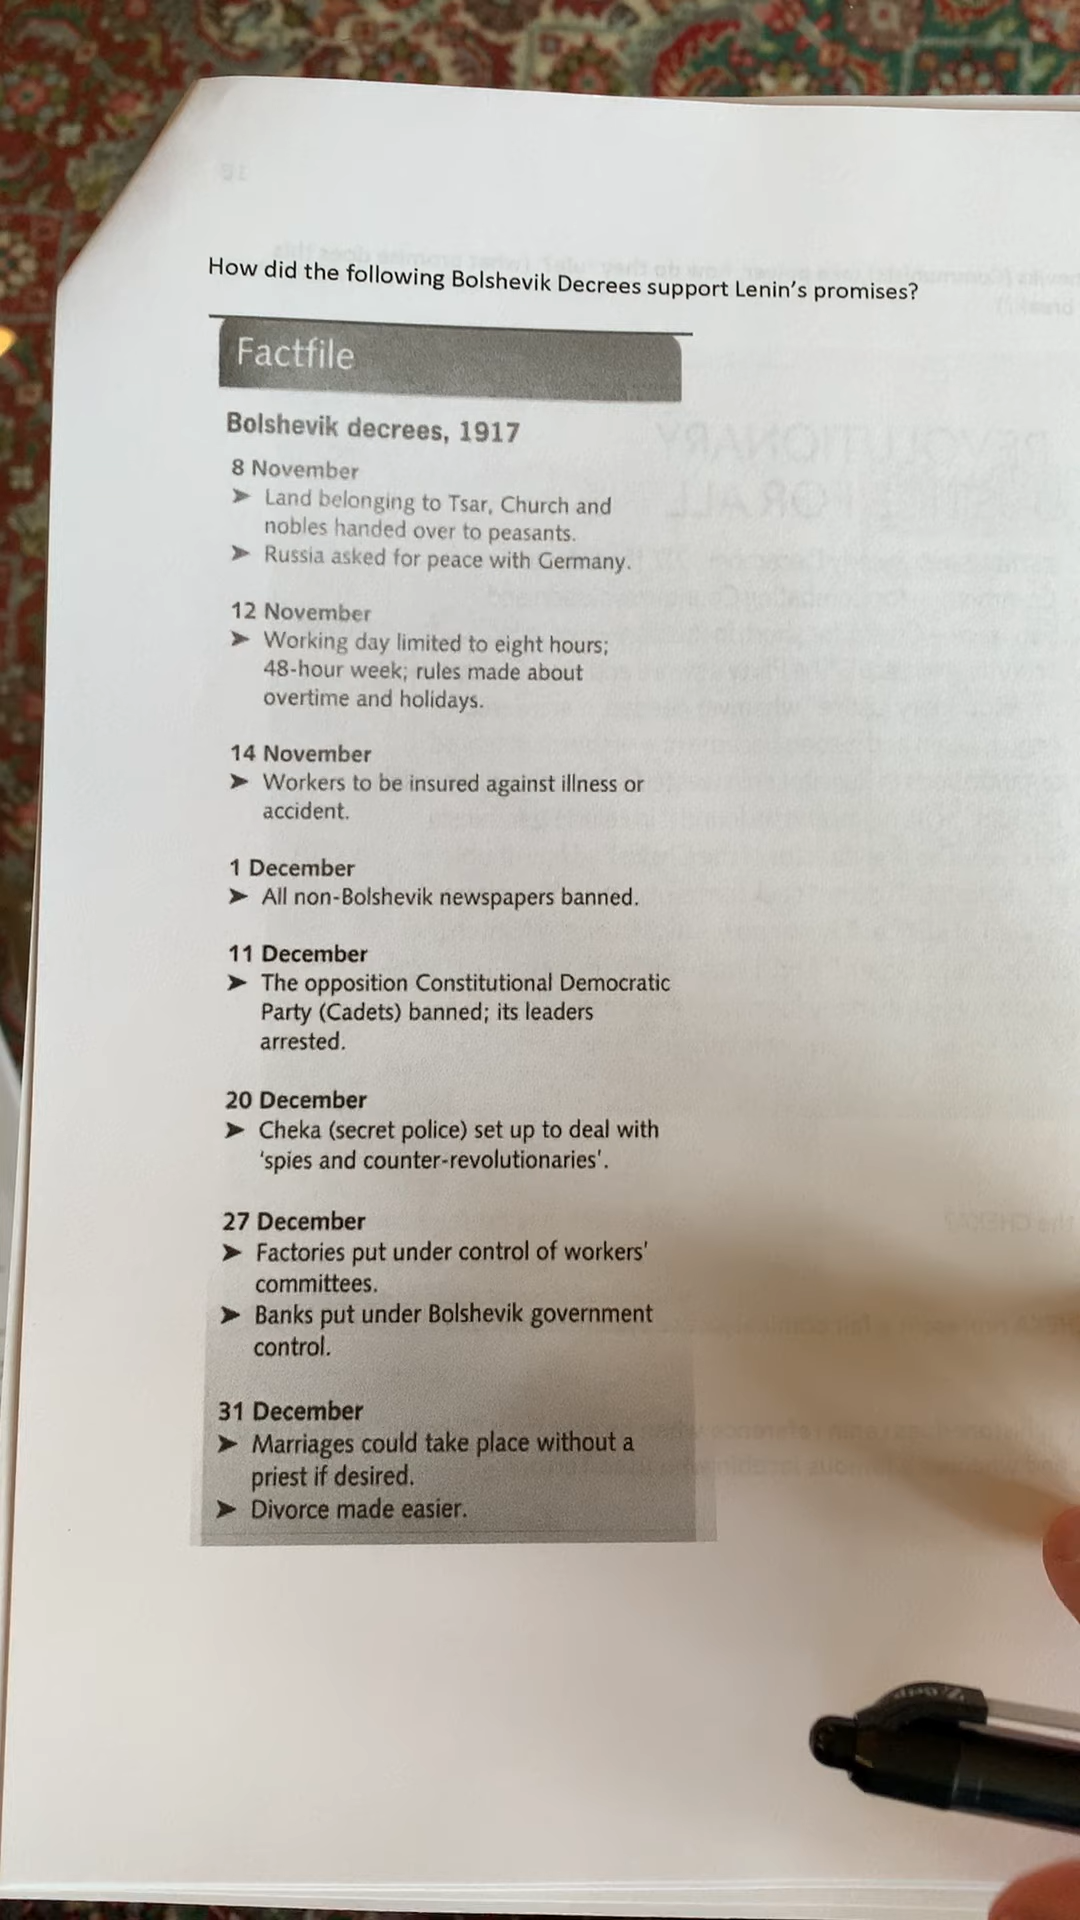 How did the following Bolshevik Decrees support Lenin's promises?
Factfile
Bolshevik decrees, 1917
8 November
➤ Land belonging to Tsar, Church and
nobles handed over to peasants.
➤ Russia asked for peace with Germany.
12 November
➤ Working day limited to eight hours;
48-hour week; rules made about
overtime and holidays.
14 November
➤ Workers to be insured against illness or
accident.
1 December
➤ All non-Bolshevik newspapers banned.
11 December
➤ The opposition Constitutional Democratic
Party (Cadets) banned; its leaders
arrested.
20 December
➤ Cheka (secret police) set up to deal with
'spies and counter-revolutionaries'.
27 December
➤ Factories put under control of workers'
committees.
➤ Banks put under Bolshevik government
control.
31 December
➤ Marriages could take place without a
priest if desired.
➤ Divorce made easier.